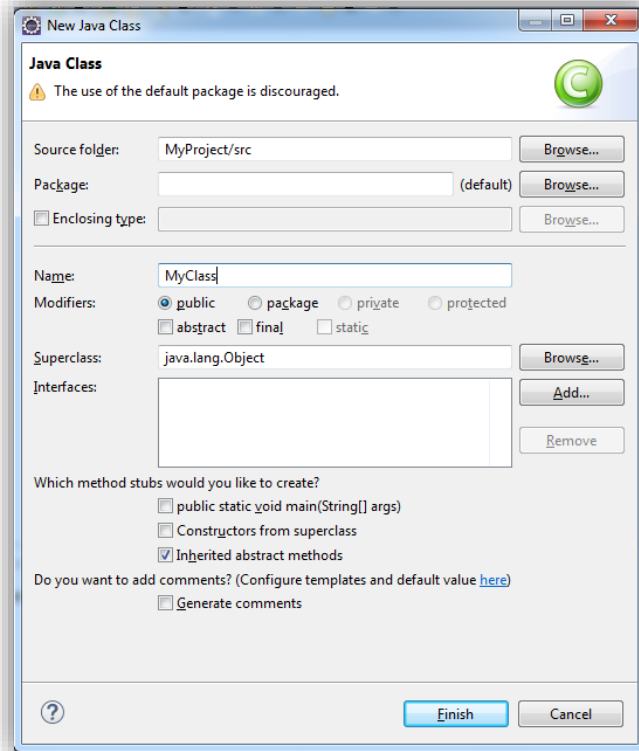 New Java Class
Java Class
The use of the default package is discouraged.
C
Source folder: MyProject/src Browse...
Package: (default) Browse...
Enclosing type: Browse...
Name: MyClass
Modifiers: public package private protected
abstract final static
Superclass: java.lang.Object Browse...
Interfaces: Add...
Remove
Which method stubs would you like to create?
public static void main(String[] args)
Constructors from superclass
Inherited abstract methods
Do you want to add comments? (Configure templates and default value here)
Generate comments
? Finish Cancel